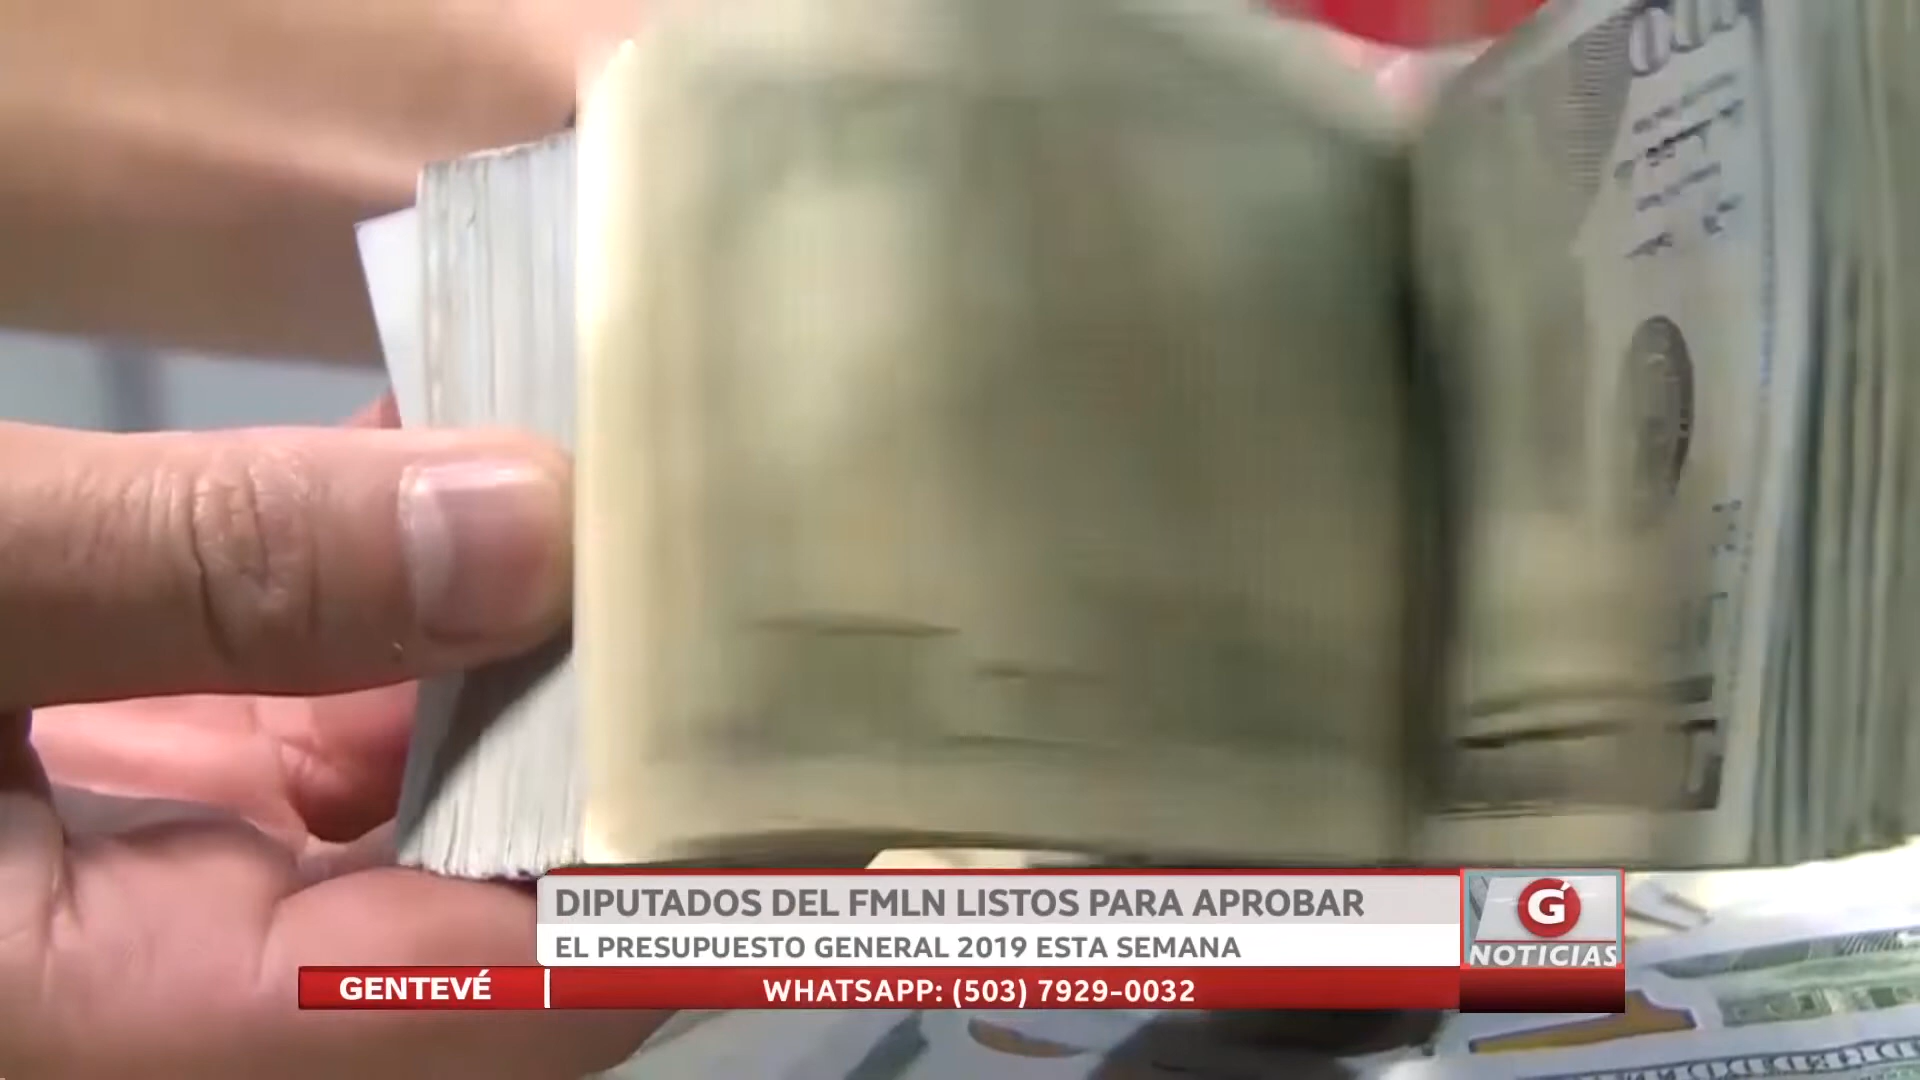 DIPUTADOS DEL FMLN LISTOS PARA APROBAR
EL PRESUPUESTO GENERAL 2019 ESTA SEMANA
G
NOTICIAS
GENTEVÉ
WHATSAPP: (503) 7929-0032